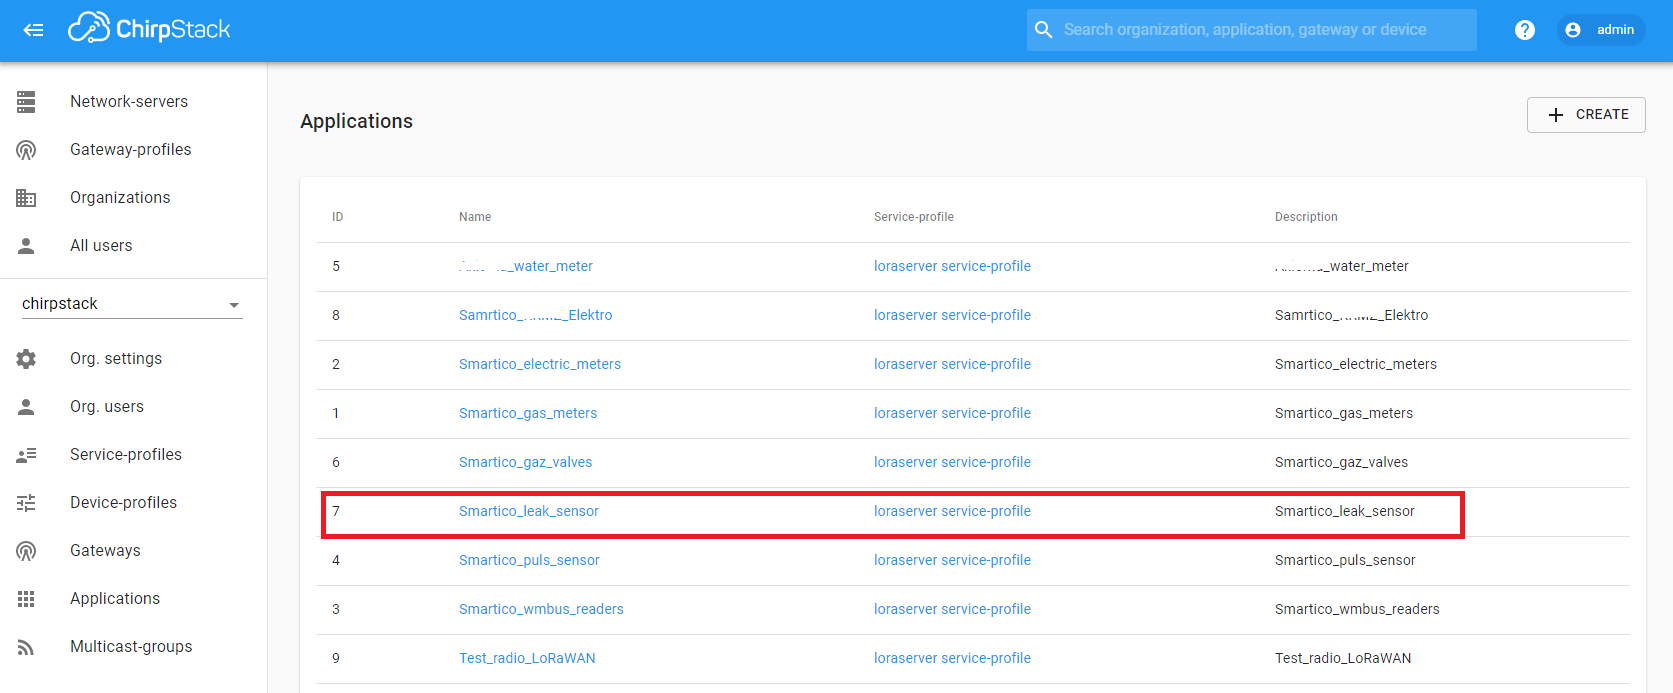 ChirpStack
Search organization, application, gateway or device
? admin
Network-servers
Gateway-profiles
Organizations
All users
chirpstack
Org. settings
Org. users
Service-profiles
Device-profiles
Gateways
Applications
Multicast-groups
Applications
+ CREATE
ID Name Service-profile Description
5 _water_meter loraserver service-profile _water_meter
8 Samrtico_ _Elektro loraserver service-profile Samrtico_ _Elektro
2 Smartico_electric_meters loraserver service-profile Smartico_electric_meters
1 Smartico_gas_meters loraserver service-profile Smartico_gas_meters
6 Smartico_gaz_valves loraserver service-profile Smartico_gaz_valves
7 Smartico_leak_sensor loraserver service-profile Smartico_leak_sensor
4 Smartico_puls_sensor loraserver service-profile Smartico_puls_sensor
3 Smartico_wmbus_readers loraserver service-profile Smartico_wmbus_readers
9 Test_radio_LoRaWAN loraserver service-profile Test_radio_LoRaWAN